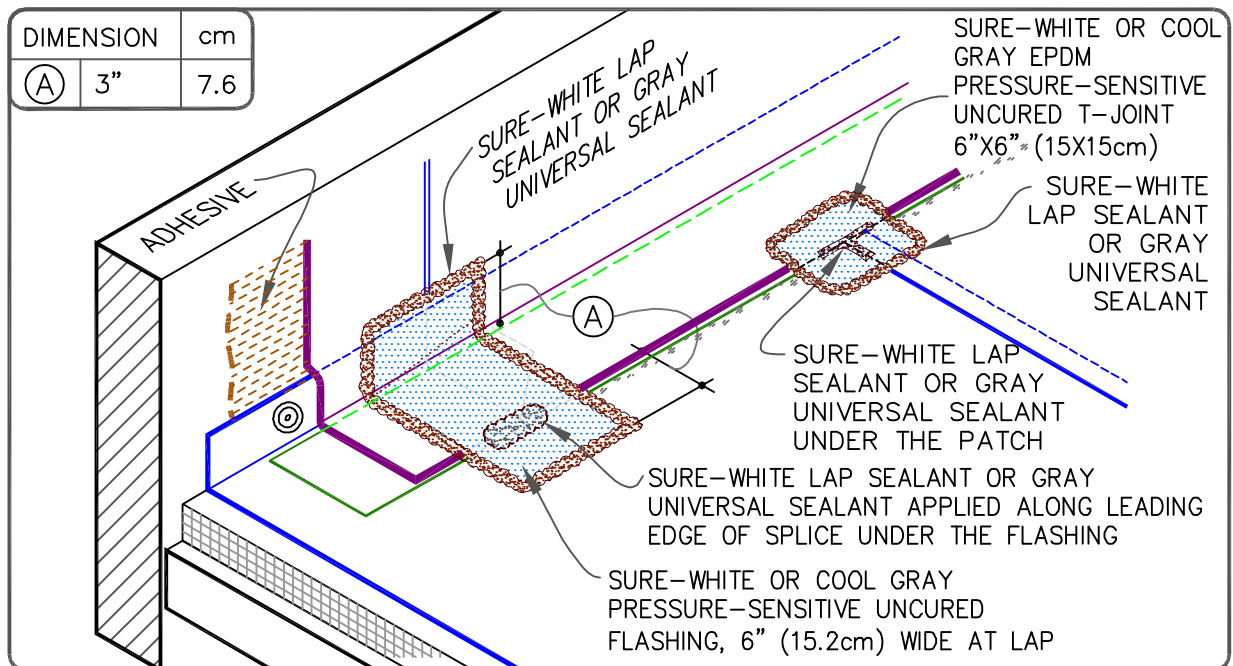 DIMENSION cm
A 3” 7.6
SURE-WHITE LAP
SEALANT OR GRAY
UNIVERSAL SEALANT
ADHESIVE
SURE-WHITE OR COOL
GRAY EPDM
PRESSURE-SENSITIVE
UNCURED T-JOINT
6”X6” (15X15cm)
SURE-WHITE
LAP SEALANT
OR GRAY
UNIVERSAL
SEALANT
A
SURE-WHITE LAP
SEALANT OR GRAY
UNIVERSAL SEALANT
UNDER THE PATCH
SURE-WHITE LAP SEALANT OR GRAY
UNIVERSAL SEALANT APPLIED ALONG LEADING
EDGE OF SPLICE UNDER THE FLASHING
SURE-WHITE OR COOL GRAY
PRESSURE-SENSITIVE UNCURED
FLASHING, 6” (15.2cm) WIDE AT LAP